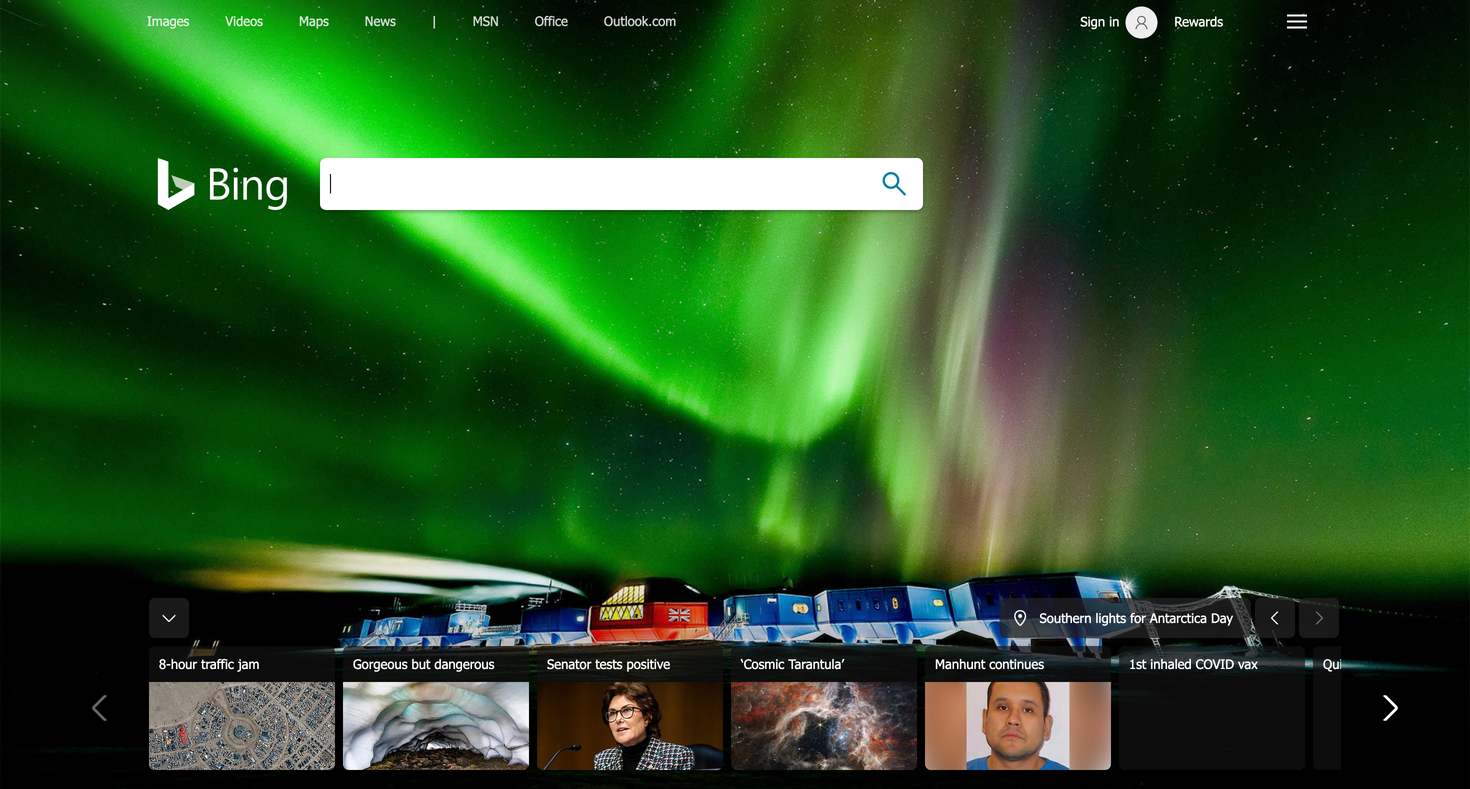 Images Videos Maps News | MSN Office Outlook.com Sign in Rewards
Bing
Southern lights for Antarctica Day
8-hour traffic jam
Gorgeous but dangerous
Senator tests positive
‘Cosmic Tarantula’
Manhunt continues
1st inhaled COVID vax
Qui